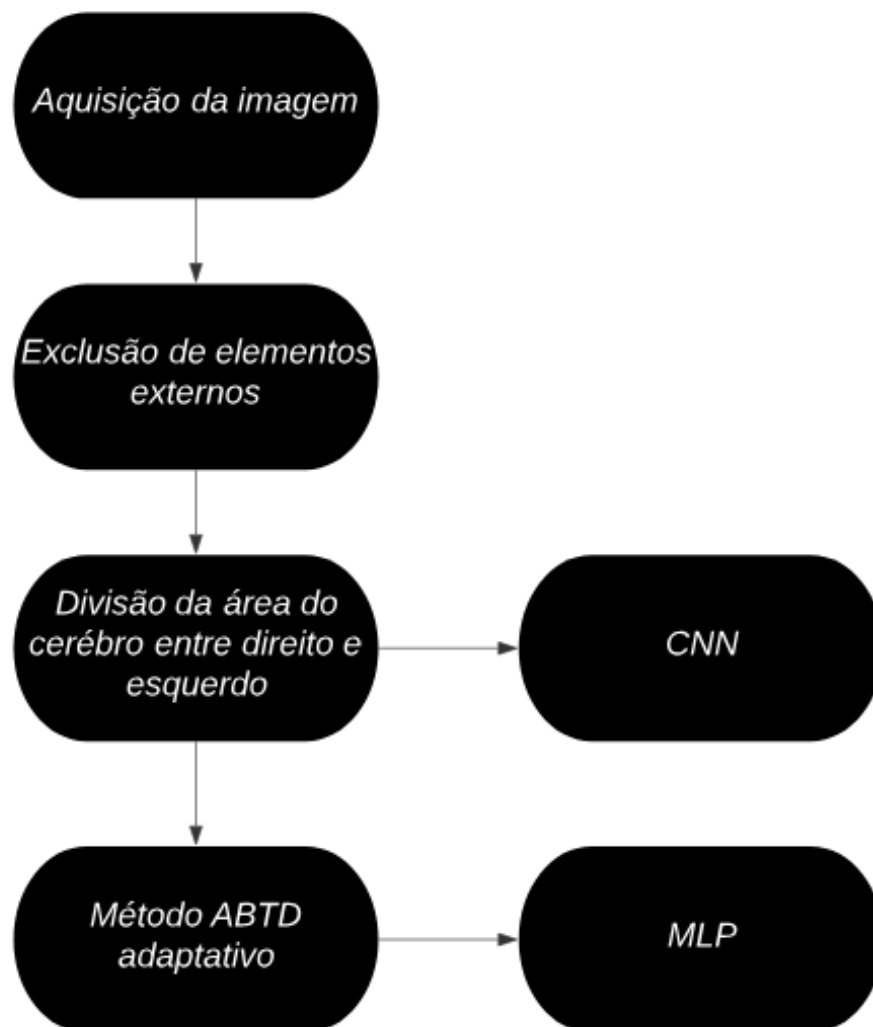 Aquisição da imagem
Exclusão de elementos
externos
Divisão da área do
cerébro entre direito e
esquerdo
CNN
Método ABTD
adaptativo
MLP